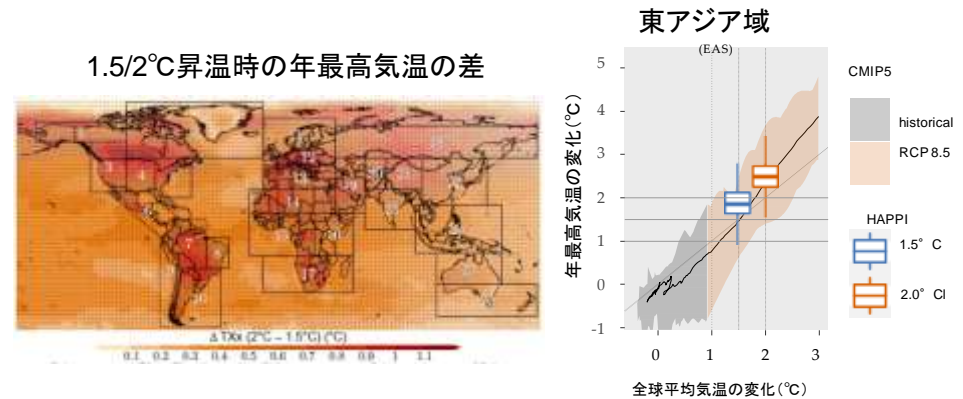 1.5/2℃昇温時の年最高気温の差
Δ TXx (2°C − 1.5°C) (°C)
0.1 0.2 0.3 0.4 0.5 0.6 0.7 0.8 0.9 1 1.1
東アジア域
(EAS)
年最高気温の変化(℃)
5
4
3
2
1
0
-1
0 1 2 3
全球平均気温の変化(℃)
CMIP5
historical
RCP 8.5
HAPPI
1.5° C
2.0° Cl